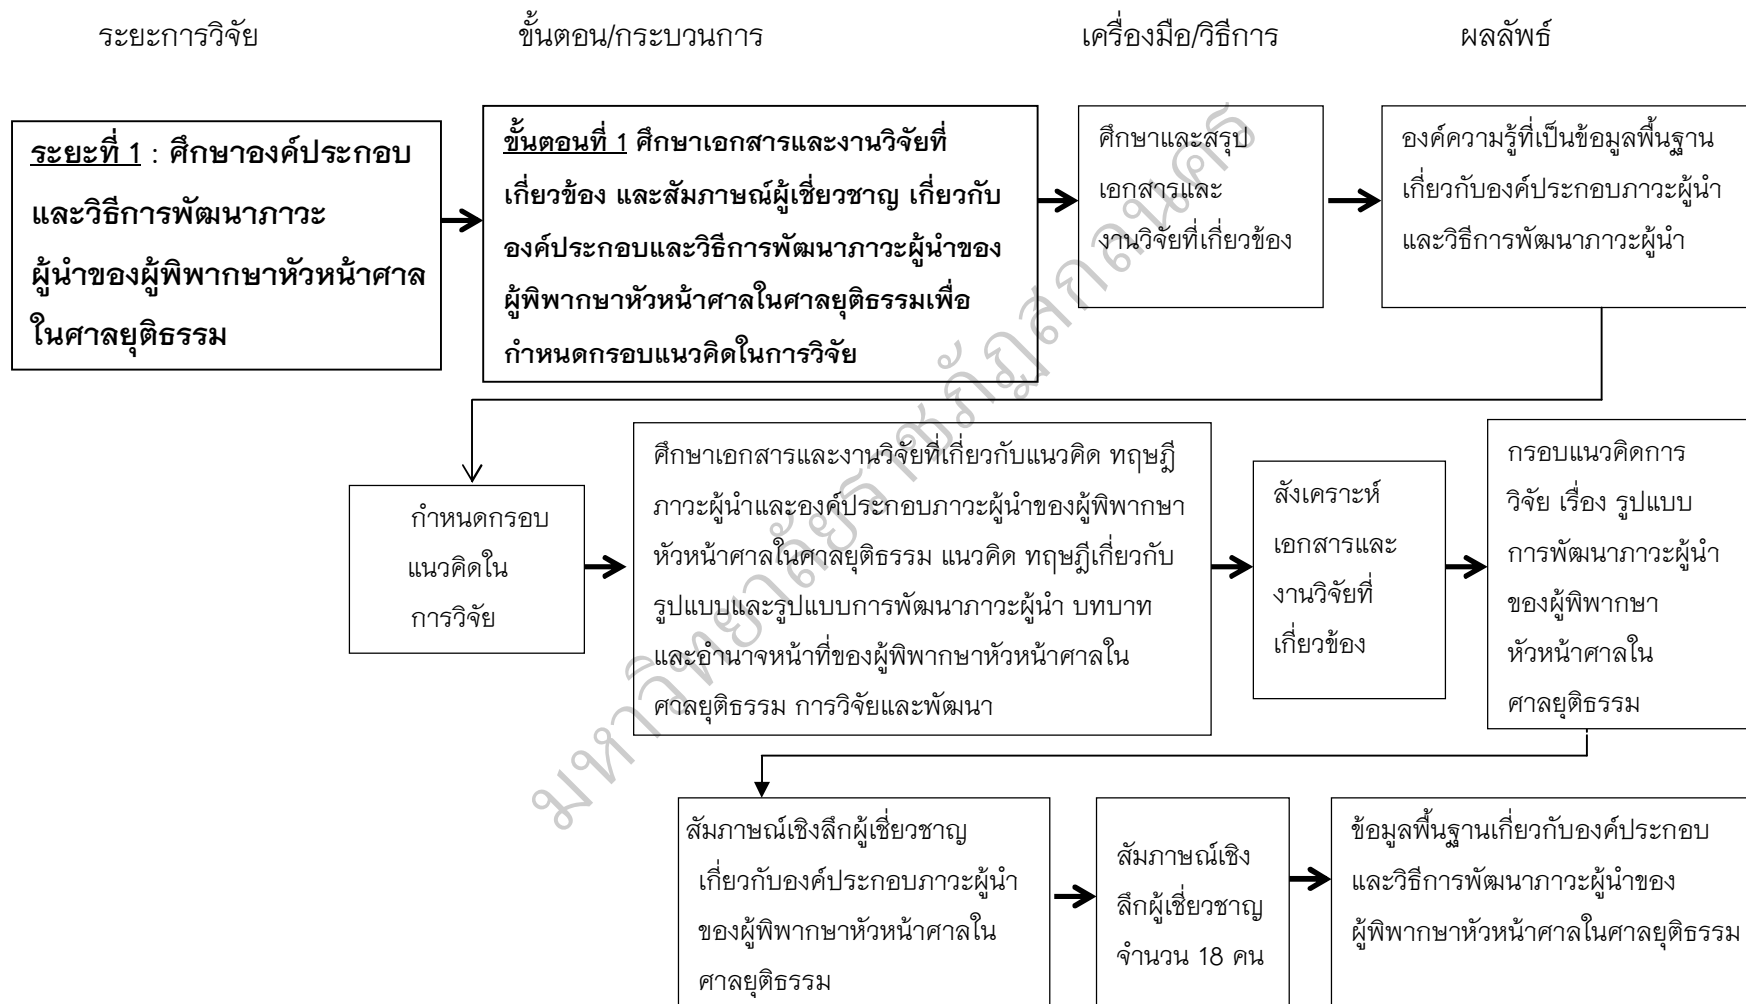 ระยะการวิจัย ขั้นตอน/กระบวนการ เครื่องมือ/วิธีการ ผลลัพธ์
ระยะที่ 1 : ศึกษาองค์ประกอบ
และวิธีการพัฒนาภาวะ
ผู้นำของผู้พิพากษาหัวหน้าศาล
ในศาลยุติธรรม
ขั้นตอนที่ 1 ศึกษาเอกสารและงานวิจัยที่
เกี่ยวข้อง และสัมภาษณ์ผู้เชี่ยวชาญ เกี่ยวกับ
องค์ประกอบและวิธีการพัฒนาภาวะผู้นำของ
ผู้พิพากษาหัวหน้าศาลในศาลยุติธรรมเพื่อ
กำหนดกรอบแนวคิดในการวิจัย
ศึกษาและสรุป
เอกสารและ
งานวิจัยที่เกี่ยวข้อง
องค์ความรู้ที่เป็นข้อมูลพื้นฐาน
เกี่ยวกับองค์ประกอบภาวะผู้นำ
และวิธีการพัฒนาภาวะผู้นำ
กำหนดกรอบ
แนวคิดใน
การวิจัย
ศึกษาเอกสารและงานวิจัยที่เกี่ยวกับแนวคิด ทฤษฎี
ภาวะผู้นำและองค์ประกอบภาวะผู้นำของผู้พิพากษา
หัวหน้าศาลในศาลยุติธรรม แนวคิด ทฤษฎีเกี่ยวกับ
รูปแบบและรูปแบบการพัฒนาภาวะผู้นำ บทบาท
และอำนาจหน้าที่ของผู้พิพากษาหัวหน้าศาลใน
ศาลยุติธรรม การวิจัยและพัฒนา
สังเคราะห์
เอกสารและ
งานวิจัยที่
เกี่ยวข้อง
กรอบแนวคิดการ
วิจัย เรื่อง รูปแบบ
การพัฒนาภาวะผู้นำ
ของผู้พิพากษา
หัวหน้าศาลใน
ศาลยุติธรรม
สัมภาษณ์เชิงลึกผู้เชี่ยวชาญ
เกี่ยวกับองค์ประกอบภาวะผู้นำ
ของผู้พิพากษาหัวหน้าศาลใน
ศาลยุติธรรม
สัมภาษณ์เชิง
ลึกผู้เชี่ยวชาญ
จำนวน 18 คน
ข้อมูลพื้นฐานเกี่ยวกับองค์ประกอบ
และวิธีการพัฒนาภาวะผู้นำของ
ผู้พิพากษาหัวหน้าศาลในศาลยุติธรรม
มหาวิทยาลัยราชภัฏสกลนคร